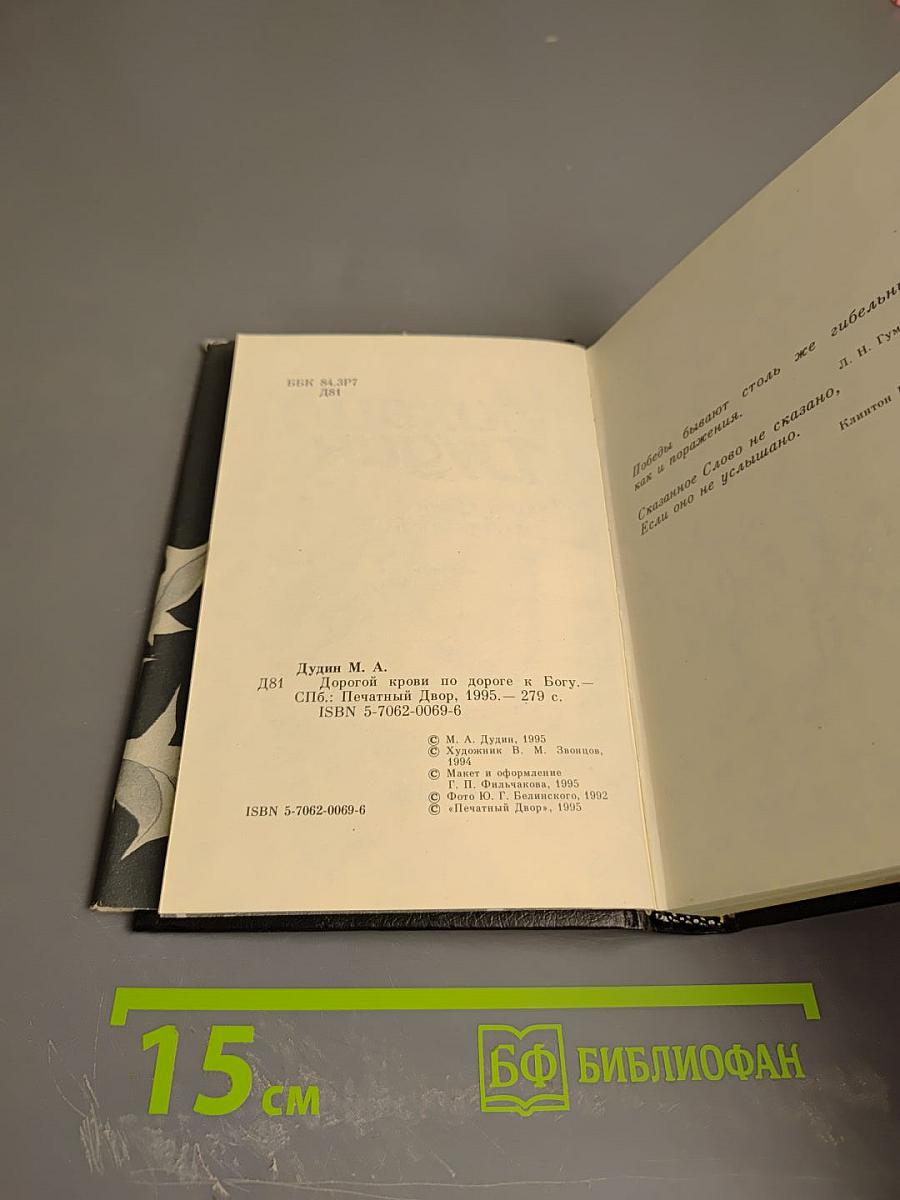 ББК 84.3Р7
Д81
Дудин М. А.
Д81 Дорогой крови по дороге к Богу.—
СПб.: Печатный Двор, 1995.— 279 с.
ISBN 5-7062-0069-6
© М. А. Дудин, 1995
© Художник В. М. Звонцов,
1994
© Макет и оформление
Г. П. Фильчакова, 1995
© Фото Ю. Г. Белинского, 1992
© «Печатный Двор», 1995
ISBN 5-7062-0069-6
Победы бывают столь же
как и поражения.
Л. Н.
Сказанное Слово не сказано,
Если оно не услышано.
Клинтон
15 см
БФ БИБЛИОФАН